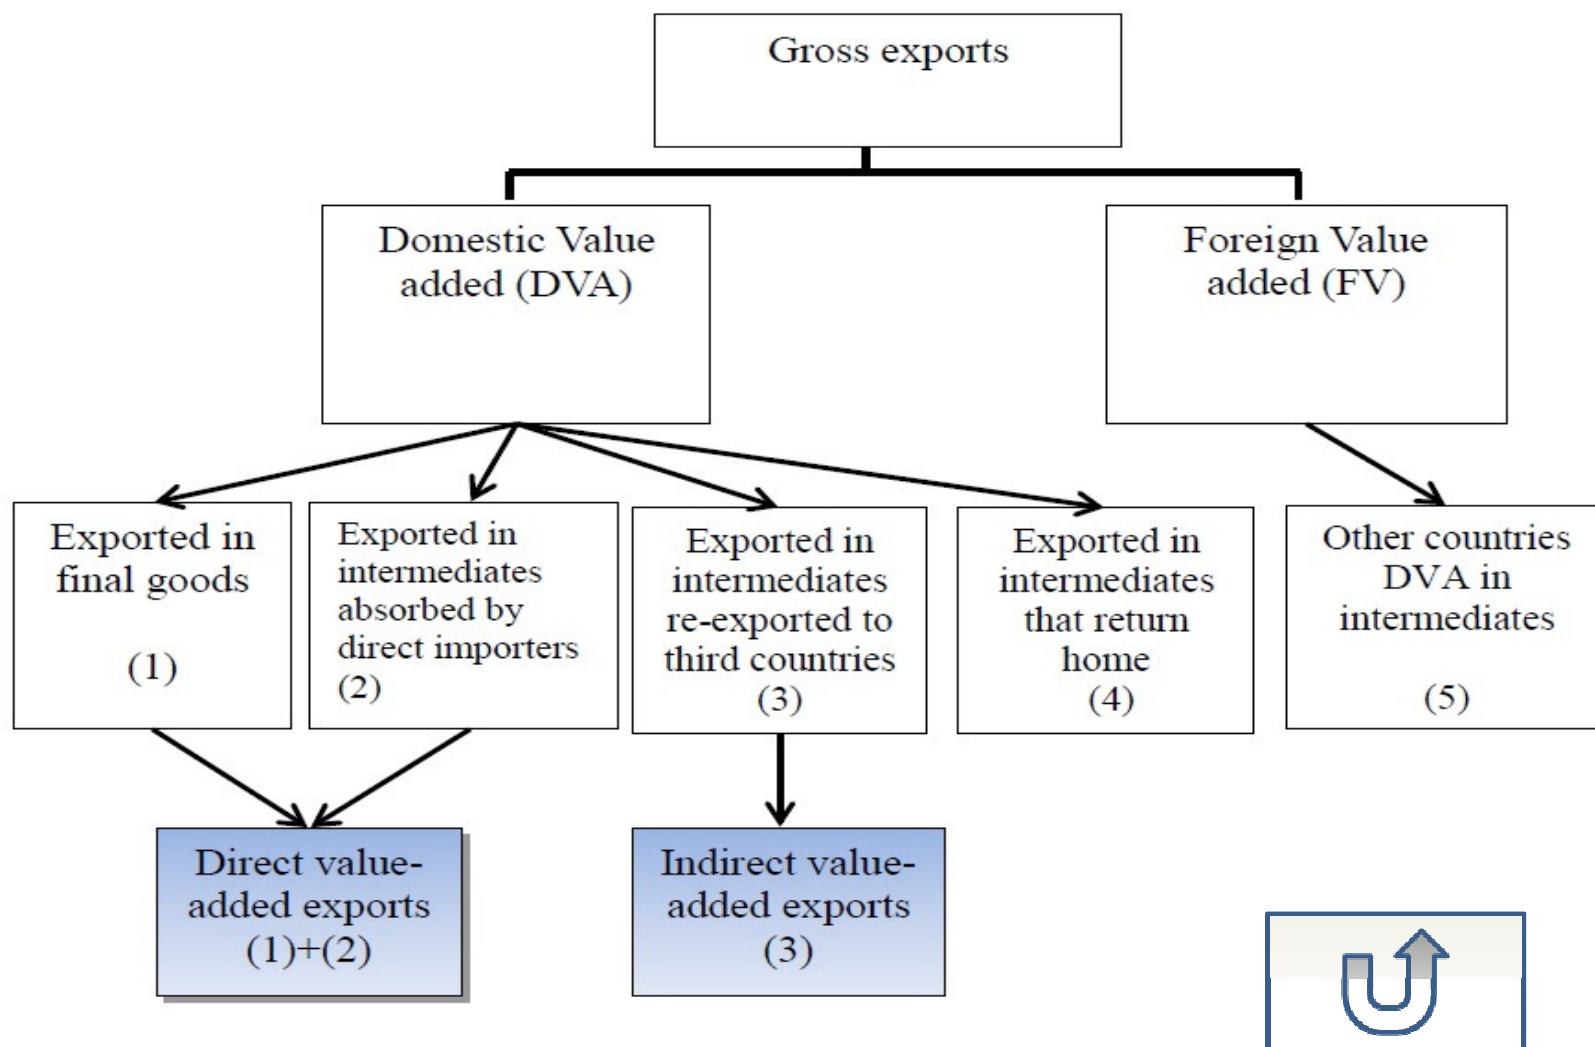 Gross exports
Domestic Value
added (DVA)
Foreign Value
added (FV)
Exported in
final goods
(1)
Exported in
intermediates
absorbed by
direct importers
(2)
Exported in
intermediates
re-exported to
third countries
(3)
Exported in
intermediates
that return
home
(4)
Other countries
DVA in
intermediates
(5)
Direct value-
added exports
(1)+(2)
Indirect value-
added exports
(3)